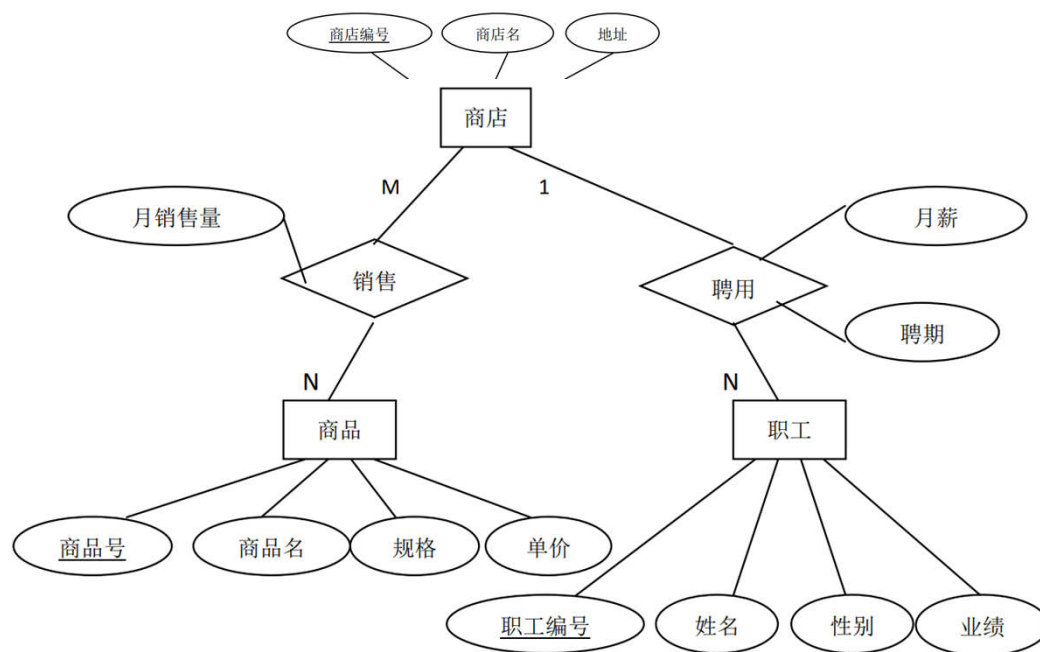 商店编号
商店名
地址
商店
M
1
月销售量
月薪
销售
聘用
聘期
N
N
商品
职工
商品号
商品名
规格
单价
职工编号
姓名
性别
业绩